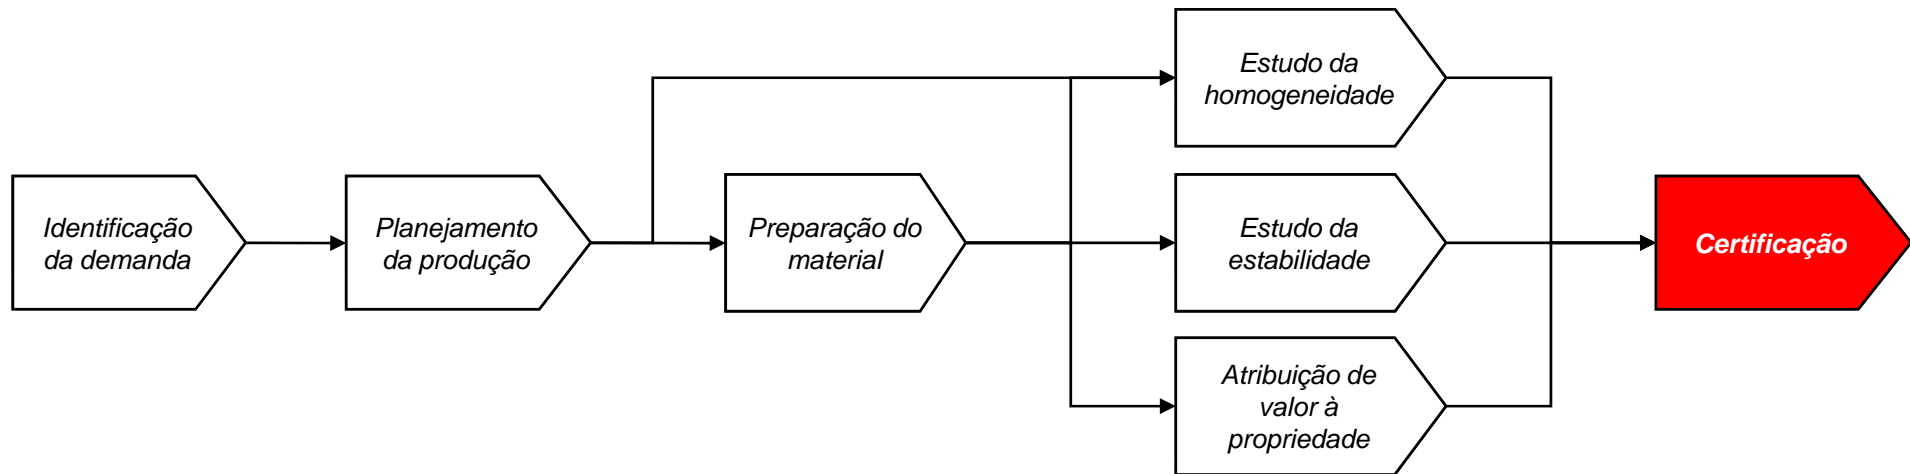 Identificação
da demanda
Planejamento
da produção
Preparação do
material
Estudo da
homogeneidade
Estudo da
estabilidade
Atribuição de
valor à
propriedade
Certificação